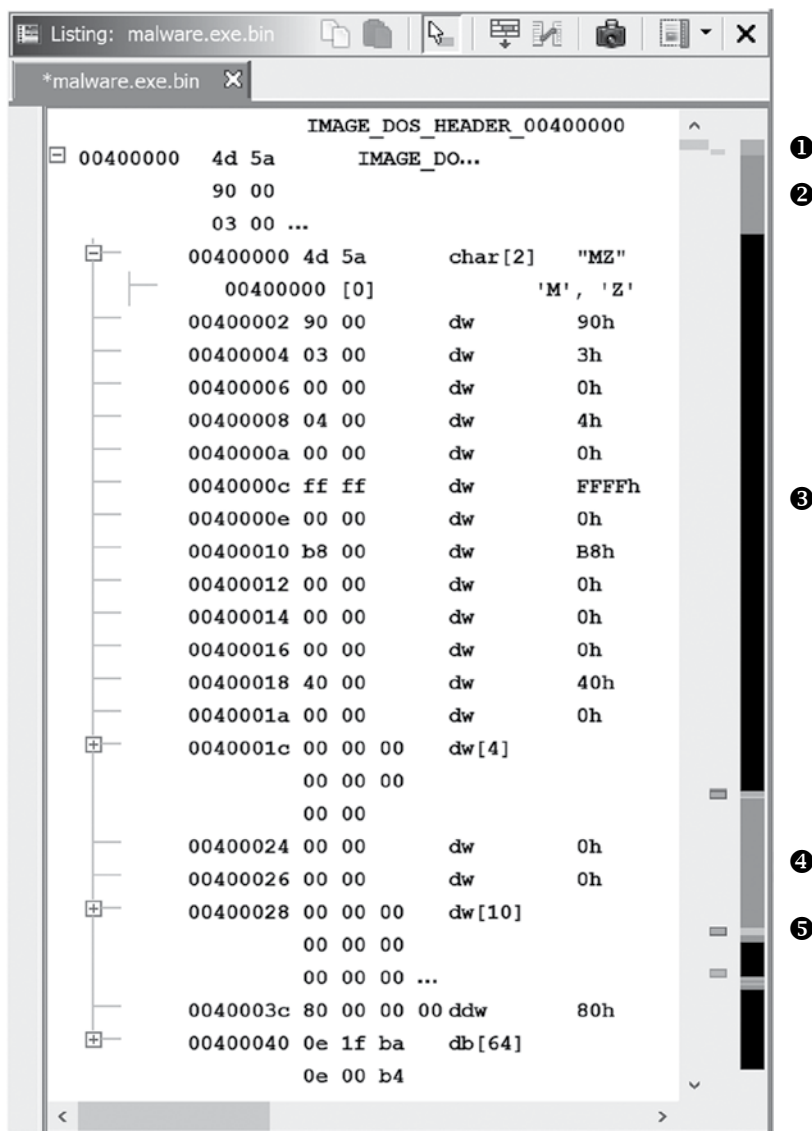 Listing: malware.exe.bin
*malware.exe.bin
IMAGE_DOS_HEADER_00400000
00400000 4d 5a IMAGE_DO...
❶
90 00
❷
03 00 ...
00400000 4d 5a char[2] "MZ"
00400000 [0] 'M', 'Z'
00400002 90 00 dw 90h
00400004 03 00 dw 3h
00400006 00 00 dw 0h
00400008 04 00 dw 4h
0040000a 00 00 dw 0h
0040000c ff ff dw FFFFh
❸
0040000e 00 00 dw 0h
00400010 b8 00 dw B8h
00400012 00 00 dw 0h
00400014 00 00 dw 0h
00400016 00 00 dw 0h
00400018 40 00 dw 40h
0040001a 00 00 dw 0h
0040001c 00 00 00 dw[4]
00 00 00
00 00
00400024 00 00 dw 0h
❹
00400026 00 00 dw 0h
00400028 00 00 00 dw[10]
❺
00 00 00
00 00 00 ...
0040003c 80 00 00 00 ddw 80h
00400040 0e 1f ba db[64]
0e 00 b4